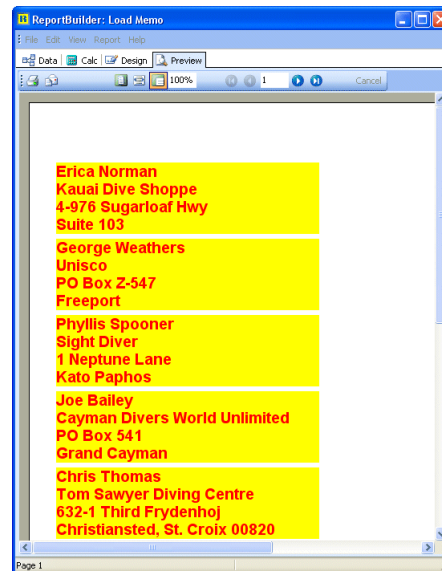 ReportBuilder: Load Memo
File Edit View Report Help
Data Calc Design Preview
100% 1 Cancel
Erica Norman
Kauai Dive Shoppe
4-976 Sugarloaf Hwy
Suite 103
George Weathers
Unisco
PO Box Z-547
Freeport
Phyllis Spooner
Sight Diver
1 Neptune Lane
Kato Paphos
Joe Bailey
Cayman Divers World Unlimited
PO Box 541
Grand Cayman
Chris Thomas
Tom Sawyer Diving Centre
632-1 Third Frydenhoj
Christiansted, St. Croix 00820
Page 1